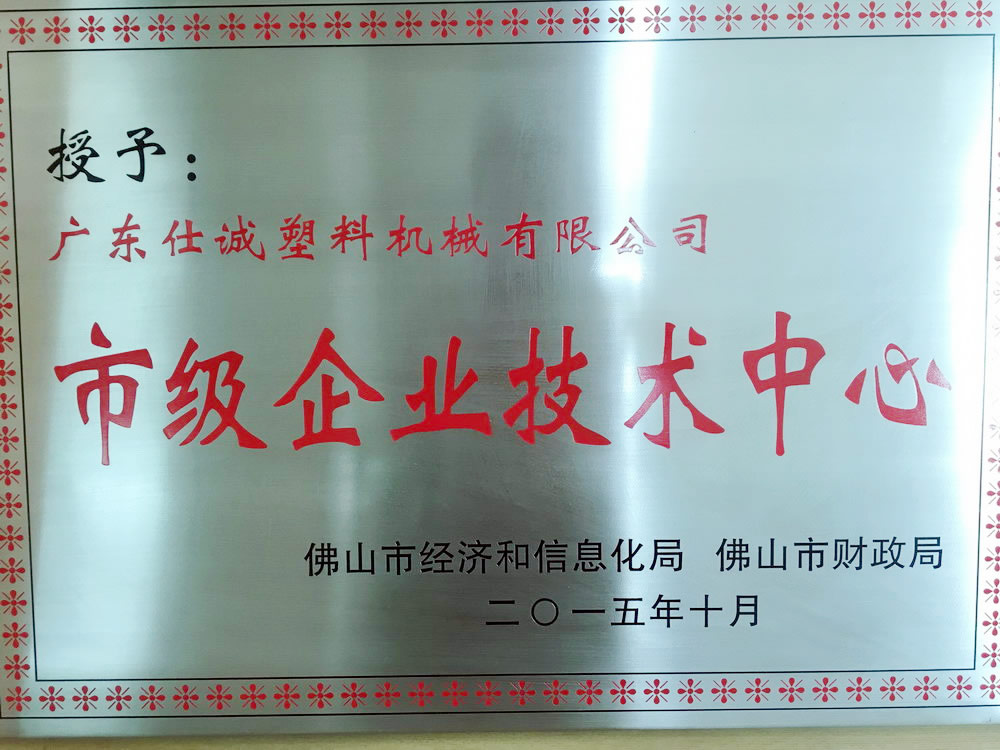 授予：
广东仕诚塑料机械有限公司
市级企业技术中心
佛山市经济和信息化局 佛山市财政局
二〇一五年十月